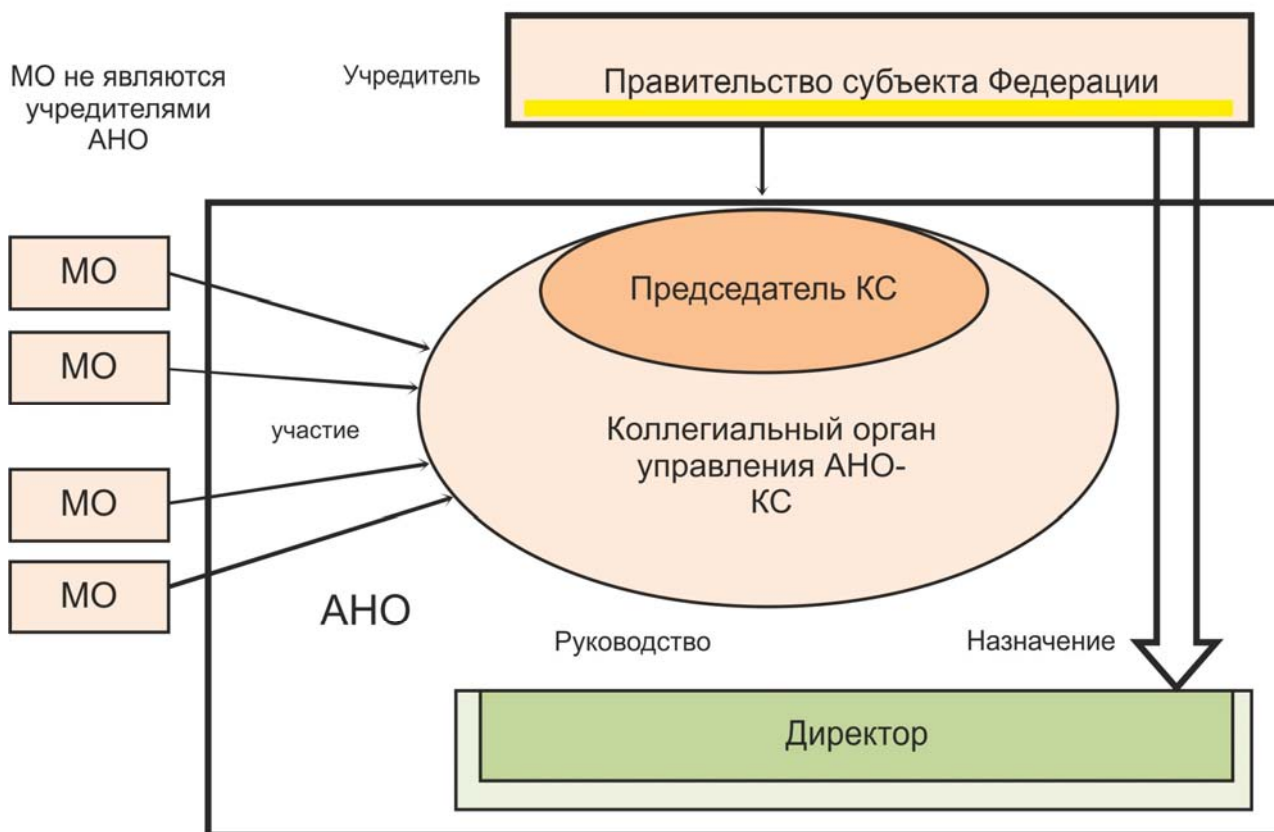 МО не являются
учредителями
АНО
Учредитель
Правительство субъекта Федерации
МО
МО
МО
МО
участие
Председатель КС
Коллегиальный орган
управления АНО-
КС
АНО
Руководство
Назначение
Директор